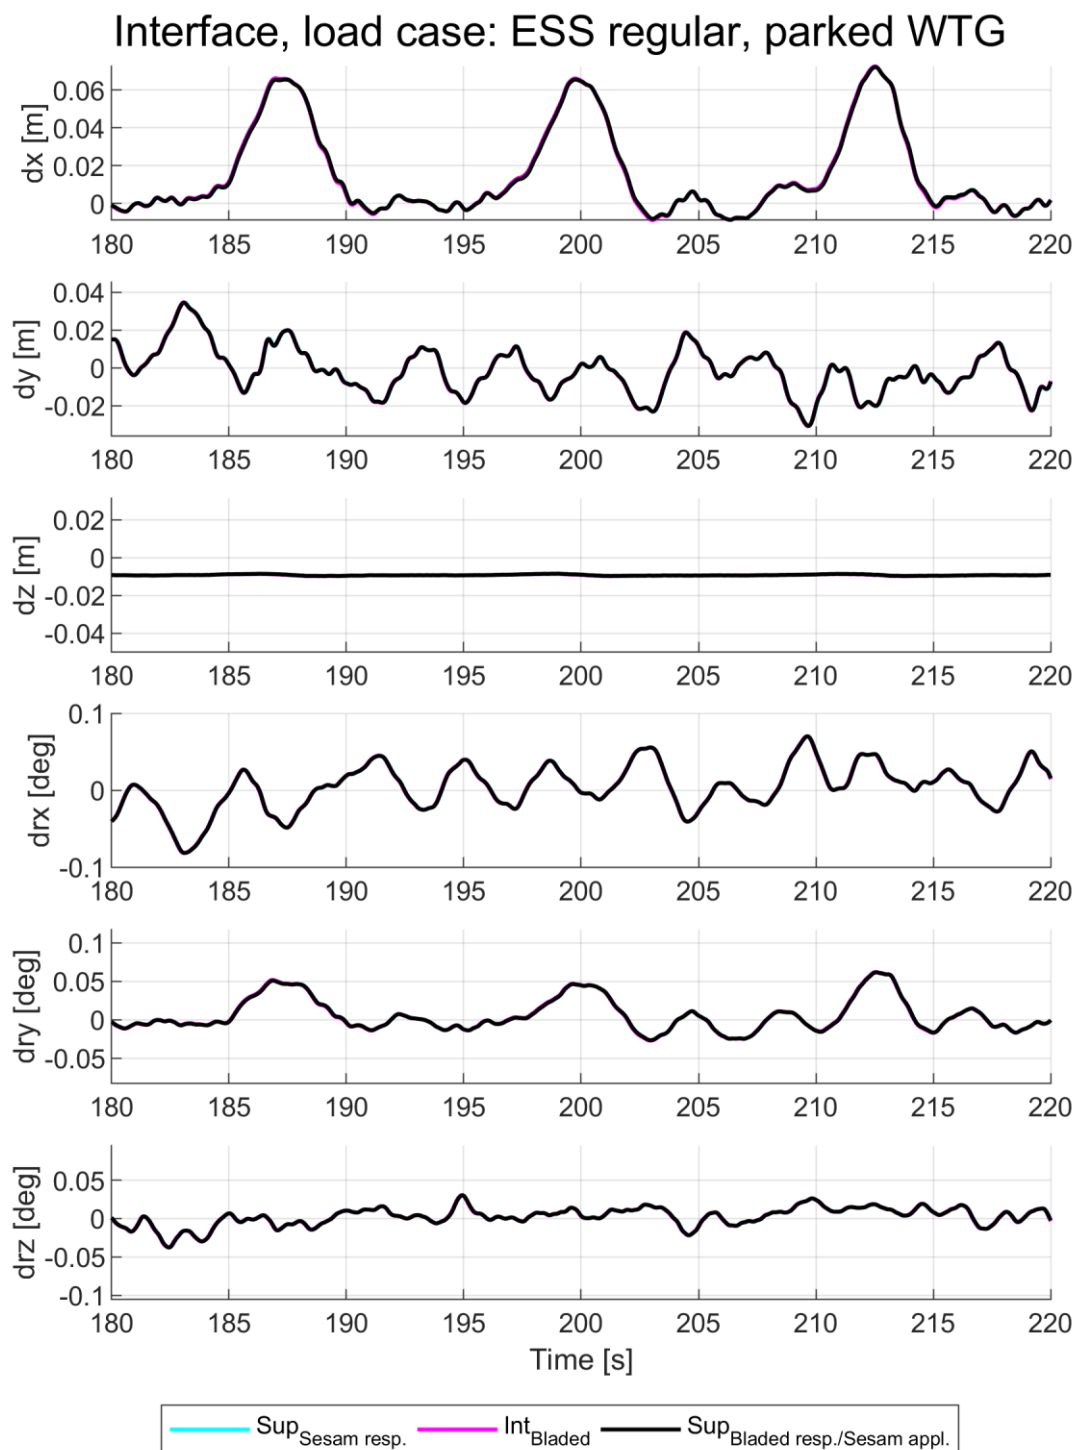 Interface, load case: ESS regular, parked WTG
dx [m]
0.06
0.04
0.02
0
180 185 190 195 200 205 210 215 220
dy [m]
0.04
0.02
0
-0.02
180 185 190 195 200 205 210 215 220
dz [m]
0.02
0
-0.02
-0.04
180 185 190 195 200 205 210 215 220
drx [deg]
0.1
0
-0.1
180 185 190 195 200 205 210 215 220
dry [deg]
0.1
0.05
0
-0.05
180 185 190 195 200 205 210 215 220
drz [deg]
0.05
0
-0.05
-0.1
180 185 190 195 200 205 210 215 220
Time [s]
Sup Sesam resp. Int Bladed Sup Bladed resp./Sesam appl.